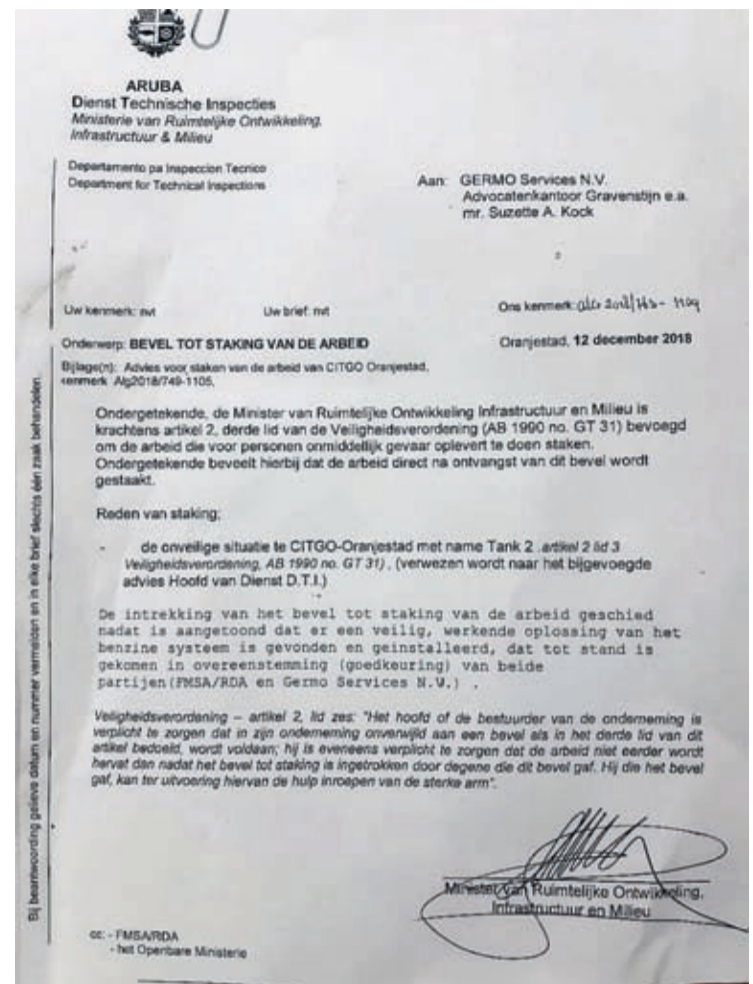 ARUBA
Dienst Technische Inspecties
Ministerie van Ruimtelijke Ontwikkeling,
Infrastructuur & Milieu
Departamento pa Inspeccion Tecnico
Department for Technical Inspections
Aan: GERMO Services N.V.
Advocatenkantoor Gravenstijn e.a.
mr. Suzette A. Kock
Uw kenmerk: nvt Uw brief: nvt Ons kenmerk:
Onderwerp: BEVEL TOT STAKING VAN DE ARBEID Oranjestad, 12 december 2018
Bijlage(n): Advies voor staken van de arbeid van CITGO Oranjestad,
kenmerk Alg2018/749-1105,
Ondergetekende, de Minister van Ruimtelijke Ontwikkeling Infrastructuur en Milieu is
krachtens artikel 2, derde lid van de Veiligheidsverordening (AB 1990 no. GT 31) bevoegd
om de arbeid die voor personen onmiddellijk gevaar oplevert te doen staken.
Ondergetekende beveelt hierbij dat de arbeid direct na ontvangst van dit bevel wordt
gestaakt.
Reden van staking;
- de onveilige situatie te CITGO-Oranjestad met name Tank 2 .artikel 2 lid 3
Veiligheidsverordening, AB 1990 no. GT 31) , (verwezen wordt naar het bijgevoegde
advies Hoofd van Dienst D.T.I.)
De intrekking van het bevel tot staking van de arbeid geschied
nadat is aangetoond dat er een veilig, werkende oplossing van het
benzine systeem is gevonden en geinstalleerd, dat tot stand is
gekomen in overeenstemming (goedkeuring) van beide
partijen(FMSA/RDA en Germo Services N.V.) .
Veiligheidsverordening – artikel 2, lid zes: "Het hoofd of de bestuurder van de onderneming is
verplicht te zorgen dat in zijn onderneming onverwijld aan een bevel als in het derde lid van dit
artikel bedoeld, wordt voldaan; hij is eveneens verplicht te zorgen dat de arbeid niet eerder wordt
hervat dan nadat het bevel tot staking is ingetrokken door degene die dit bevel gaf. Hij die het bevel
gaf, kan ter uitvoering hiervan de hulp inroepen van de sterke arm".
Minister van Ruimtelijke Ontwikkeling,
Infrastructuur en Milieu
cc: - FMSA/RDA
- het Openbare Ministerie
Bij beantwoording gelieve datum en nummer vermelden en in elke brief slechts één zaak behandelen.